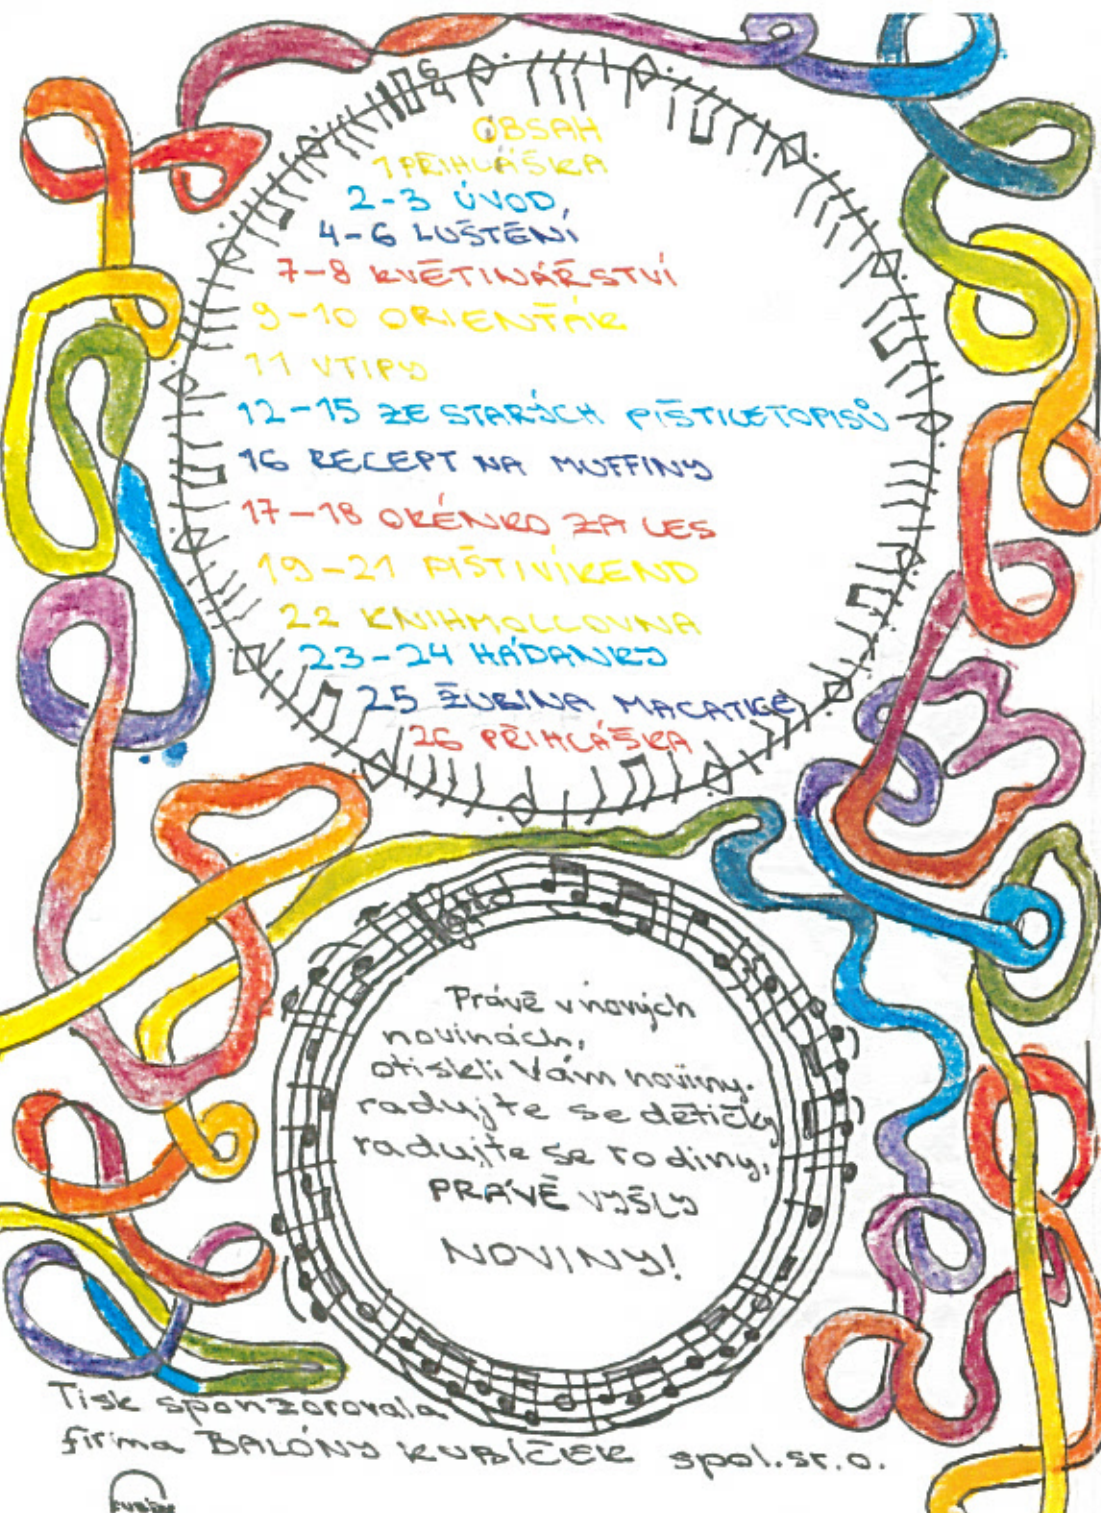 OBSAH
1 PŘIHLÁŠKA
2-3 ÚVOD
4-6 LUŠTĚNÍ
7-8 KVĚTINÁŘSTVÍ
9-10 ORIENŤÁK
11 VTIPY
12-15 ZE STARÝCH PIŠTILETOPISŮ
16 RECEPT NA MUFFINY
17-18 OKÉNKO ZA LES
19-21 PIŠTIVÍKEND
22 KNIHMOLLOVNA
23-24 HÁDANKY
25 ŽUBINA MACATICE
26 PŘIHLÁŠKA
Právě v nových
novinách,
otiskli Vám noviny.
radujte se dětičky
radujte se rodiny,
PRÁVĚ VYŠLY
NOVINY!
Tisk sponzorovala
firma BALÓNY KUBÍČEK spol.sr.o.